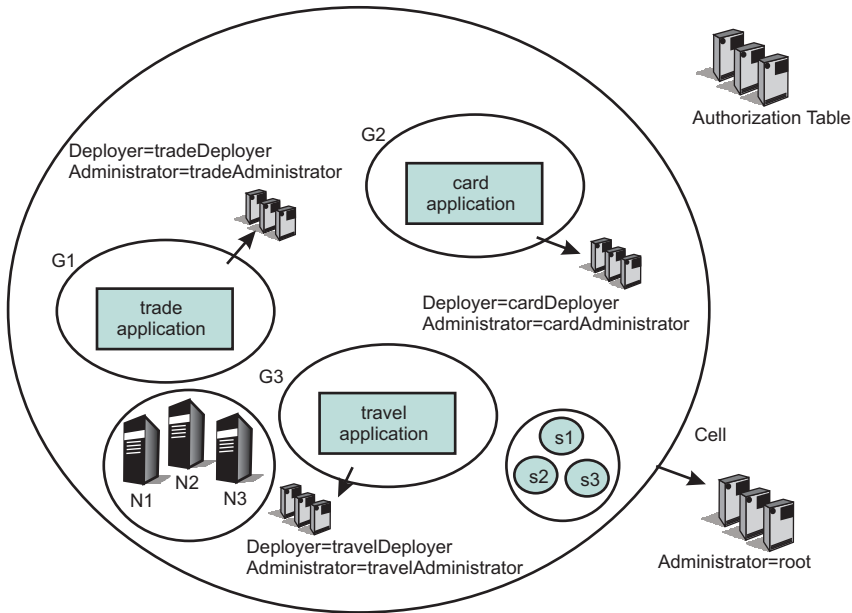 Authorization Table
Deployer=tradeDeployer
Administrator=tradeAdministrator
G2
card
application
G1
trade
application
Deployer=cardDeployer
Administrator=cardAdministrator
G3
travel
application
N1
N2
N3
s1
s2
s3
Cell
Deployer=travelDeployer
Administrator=travelAdministrator
Administrator=root